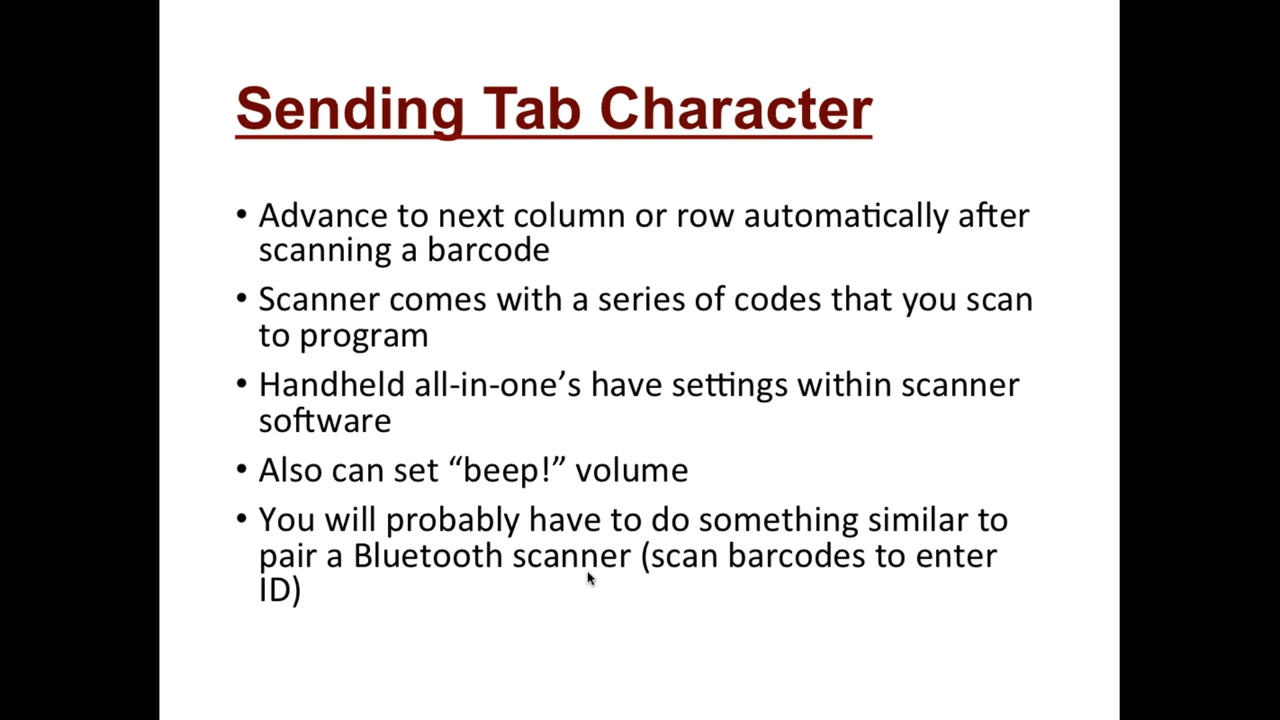 Sending Tab Character
• Advance to next column or row automatically after
scanning a barcode
• Scanner comes with a series of codes that you scan
to program
• Handheld all-in-one’s have settings within scanner
software
• Also can set “beep!” volume
• You will probably have to do something similar to
pair a Bluetooth scanner (scan barcodes to enter
ID)